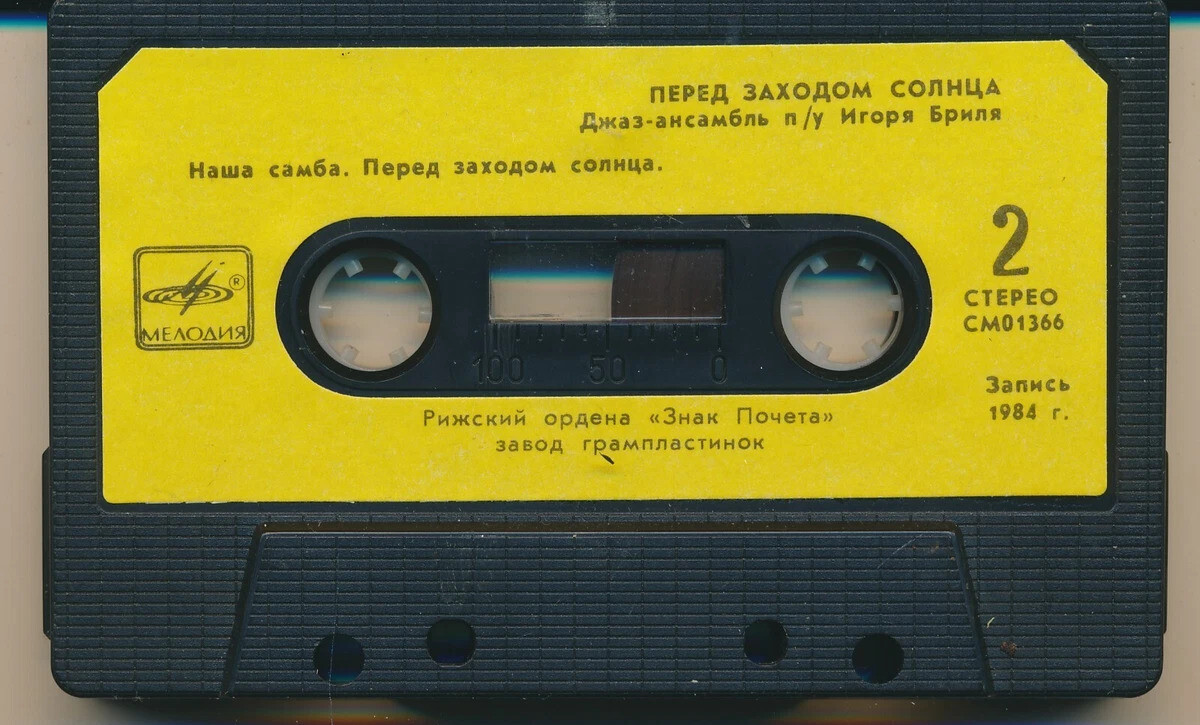 ПЕРЕД ЗАХОДОМ СОЛНЦА
Джаз-ансамбль п/у Игоря Бриля
Наша самба. Перед заходом солнца.
2
СТЕРЕО
СМ01366
® МЕЛОДИЯ
100 50 0
Запись
1984 г.
Рижский ордена «Знак Почета»
завод грампластинок